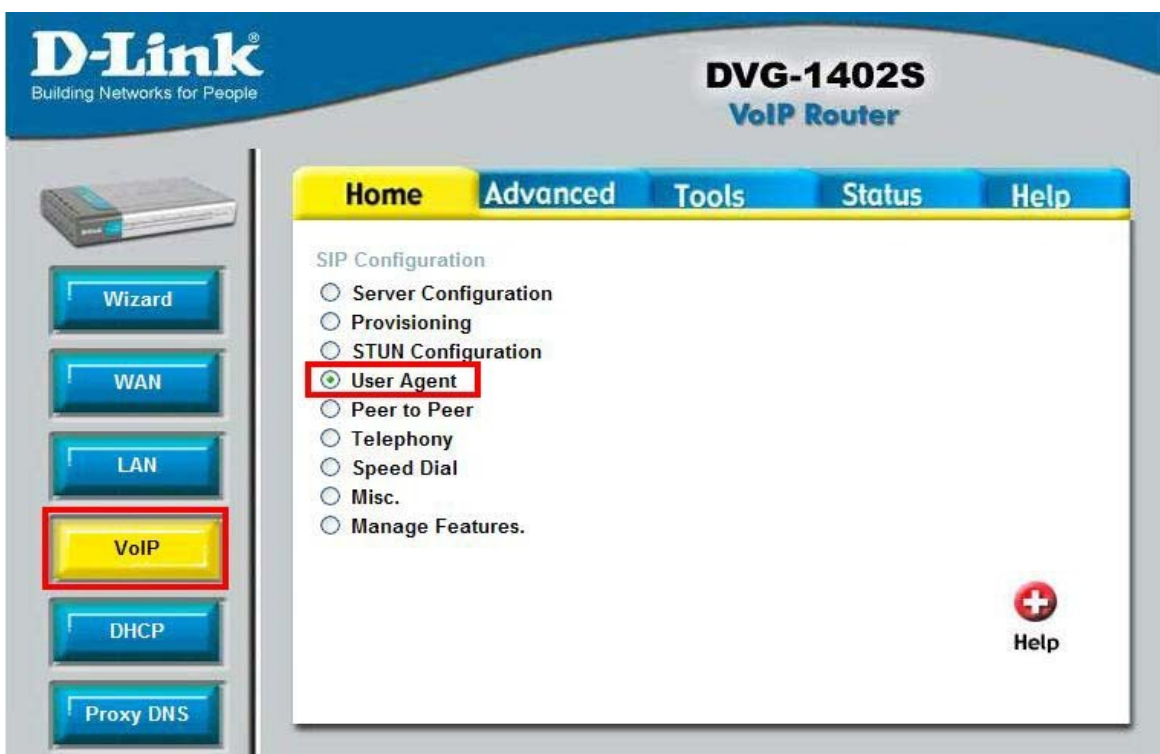 D-Link®
Building Networks for People
DVG-1402S
VoIP Router
Home Advanced Tools Status Help
Wizard
WAN
LAN
VoIP
DHCP
Proxy DNS
SIP Configuration
Server Configuration
Provisioning
STUN Configuration
User Agent
Peer to Peer
Telephony
Speed Dial
Misc.
Manage Features.
Help